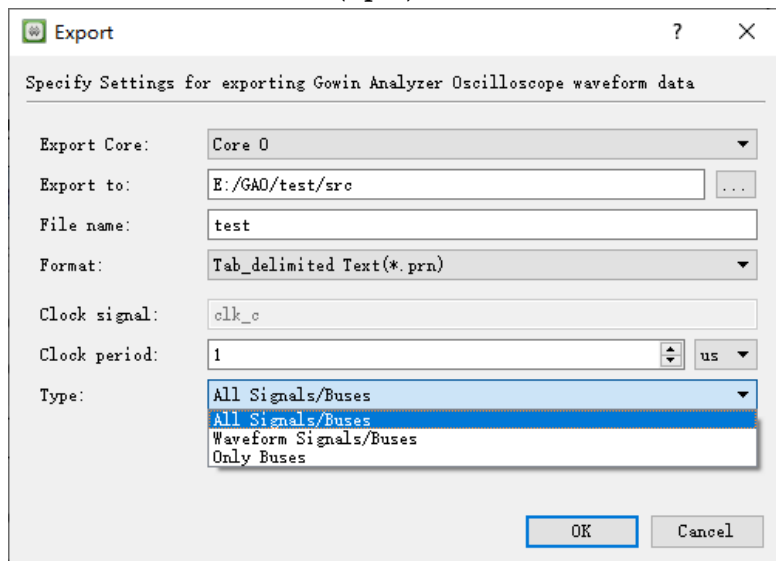 Export
?
Specify Settings for exporting Gowin Analyzer Oscilloscope waveform data
Export Core: Core 0
Export to: E:/GAO/test/src ...
File name: test
Format: Tab_delimited Text(*.prn)
Clock signal: clk_c
Clock period: 1 us
Type: All Signals/Buses
All Signals/Buses
Waveform Signals/Buses
Only Buses
OK Cancel